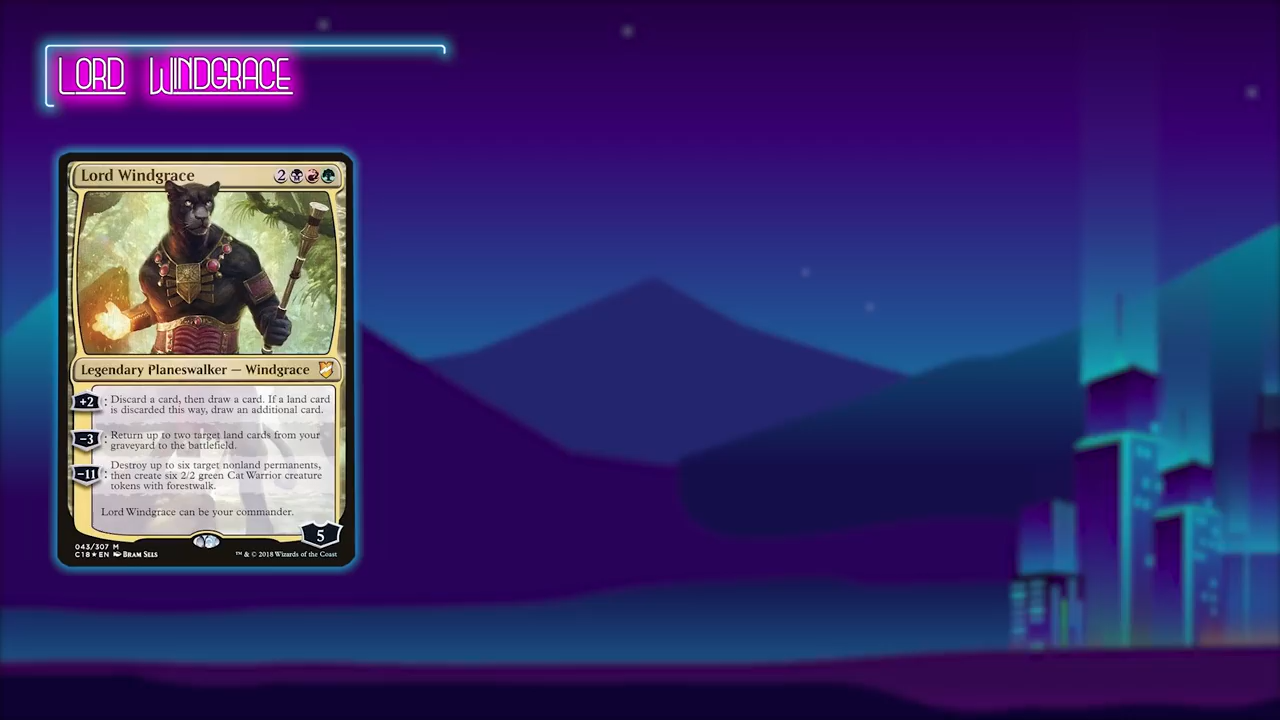 Lord Windgrace
Lord Windgrace 2
Legendary Planeswalker — Windgrace
+2 : Discard a card, then draw a card. If a land card
is discarded this way, draw an additional card.
−3 : Return up to two target land cards from your
graveyard to the battlefield.
−11 : Destroy up to six target nonland permanents,
then create six 2/2 green Cat Warrior creature
tokens with forestwalk.
Lord Windgrace can be your commander.
5
043/307 M
C18 ★ EN Bram Sels
™ & © 2018 Wizards of the Coast